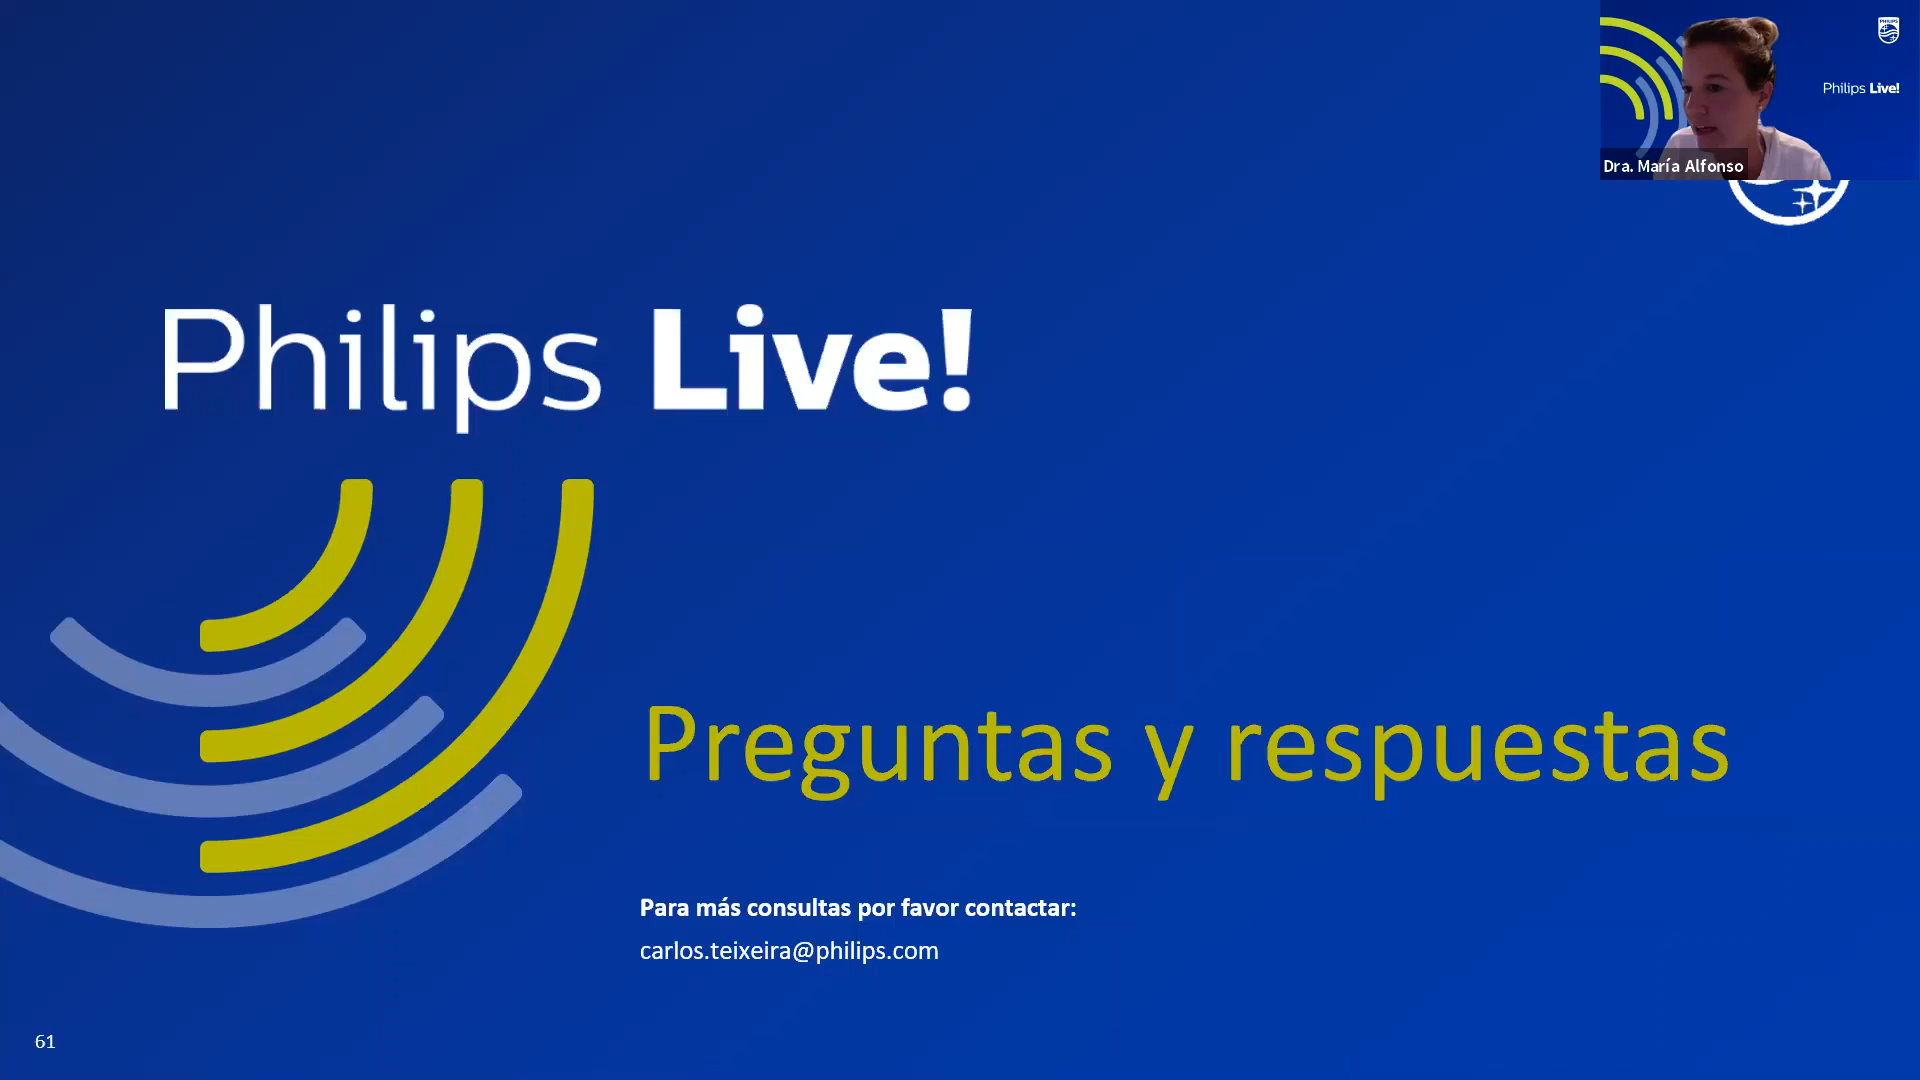 PHILIPS
Philips Live!
Dra. María Alfonso
Philips Live!
Preguntas y respuestas
Para más consultas por favor contactar:
carlos.teixeira@philips.com
61